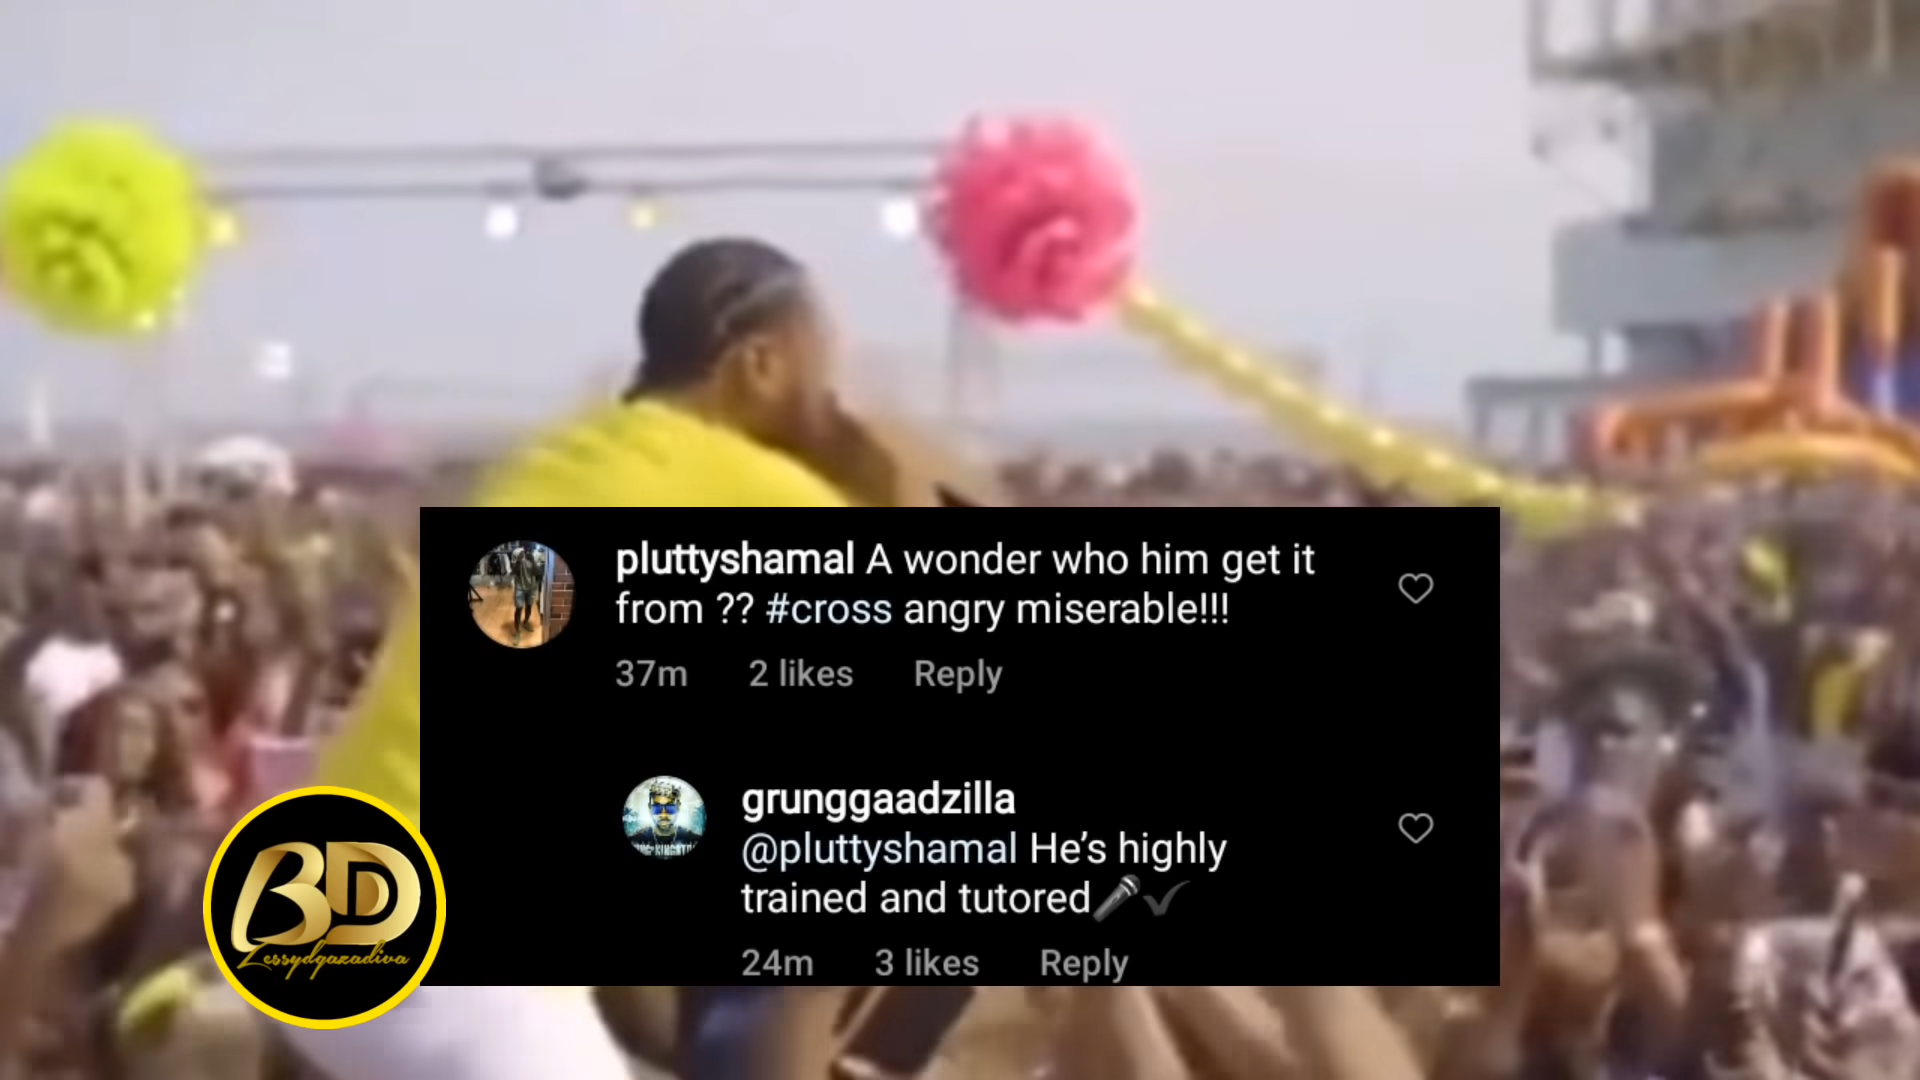 pluttyshamal A wonder who him get it
from ?? #cross angry miserable!!!
37m 2 likes Reply
grunggaadzilla
@pluttyshamal He's highly
trained and tutored🎤✔
24m 3 likes Reply
BD
Lessydgazadiva